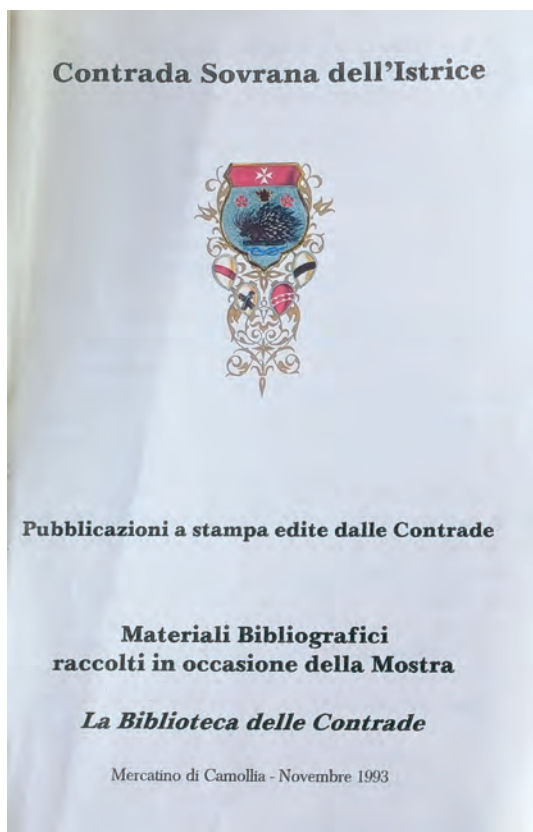 Contrada Sovrana dell'Istrice
Pubblicazioni a stampa edite dalle Contrade
Materiali Bibliografici
raccolti in occasione della Mostra
La Biblioteca delle Contrade
Mercatino di Camollia - Novembre 1993